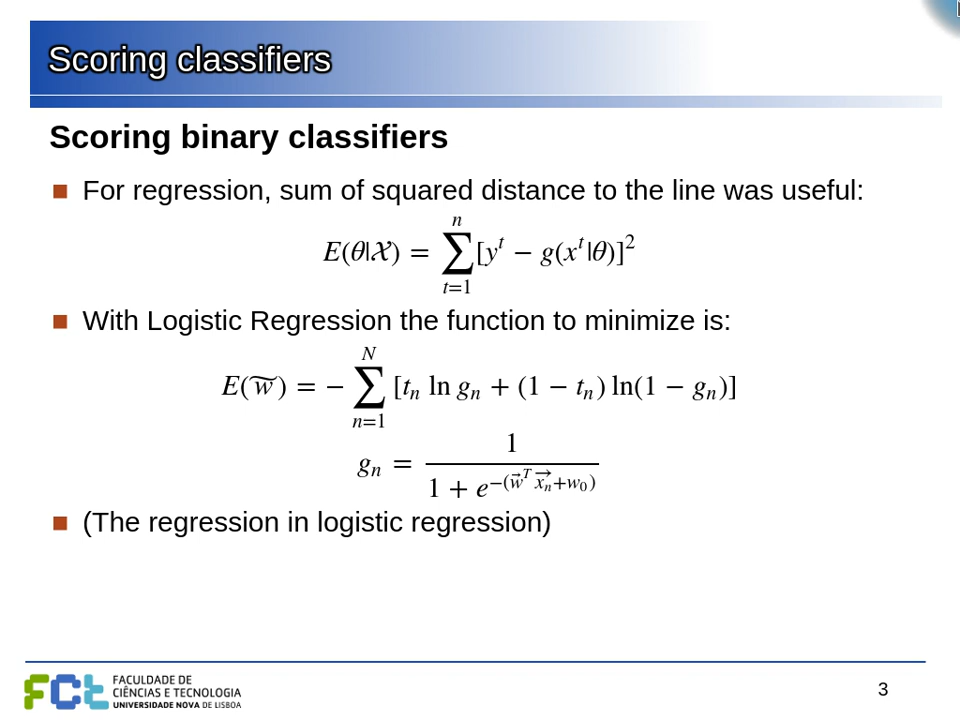 Scoring classifiers
Scoring binary classifiers
■ For regression, sum of squared distance to the line was useful:
E(θ|𝒳) = ∑_{t=1}^{n} [y^t − g(x^t|θ)]^2
■ With Logistic Regression the function to minimize is:
E(w̃) = − ∑_{n=1}^{N} [t_n ln g_n + (1 − t_n) ln(1 − g_n)]
g_n = 1 / (1 + e^{−(w⃗^T x⃗_n + w_0)})
■ (The regression in logistic regression)
FCt FACULDADE DE
CIÊNCIAS E TECNOLOGIA
UNIVERSIDADE NOVA DE LISBOA
3